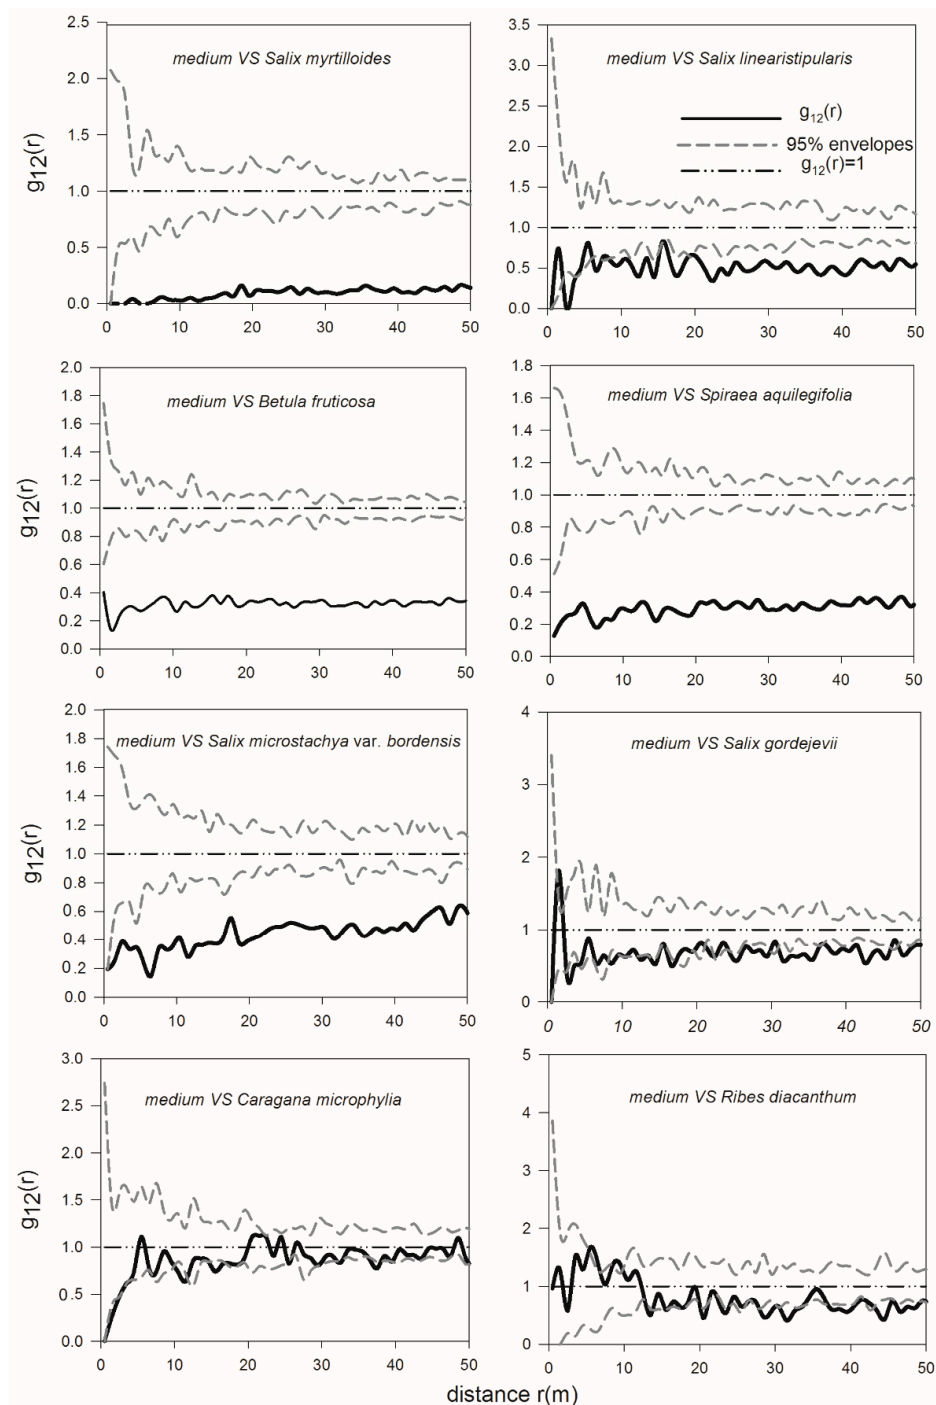 medium VS Salix myrtilloides
g12(r)
2.5
2.0
1.5
1.0
0.5
0.0
0 10 20 30 40 50
medium VS Salix linearistipularis
g12(r)
95% envelopes
g12(r)=1
3.5
3.0
2.5
2.0
1.5
1.0
0.5
0.0
0 10 20 30 40 50
medium VS Betula fruticosa
g12(r)
2.0
1.8
1.6
1.4
1.2
1.0
0.8
0.6
0.4
0.2
0.0
0 10 20 30 40 50
medium VS Spiraea aquilegifolia
1.8
1.6
1.4
1.2
1.0
0.8
0.6
0.4
0.2
0.0
0 10 20 30 40 50
medium VS Salix microstachya var. bordensis
g12(r)
2.0
1.8
1.6
1.4
1.2
1.0
0.8
0.6
0.4
0.2
0.0
0 10 20 30 40 50
medium VS Salix gordejevii
4
3
2
1
0
0 10 20 30 40 50
medium VS Caragana microphylia
g12(r)
3.0
2.5
2.0
1.5
1.0
0.5
0.0
0 10 20 30 40 50
medium VS Ribes diacanthum
5
4
3
2
1
0
0 10 20 30 40 50
distance r(m)